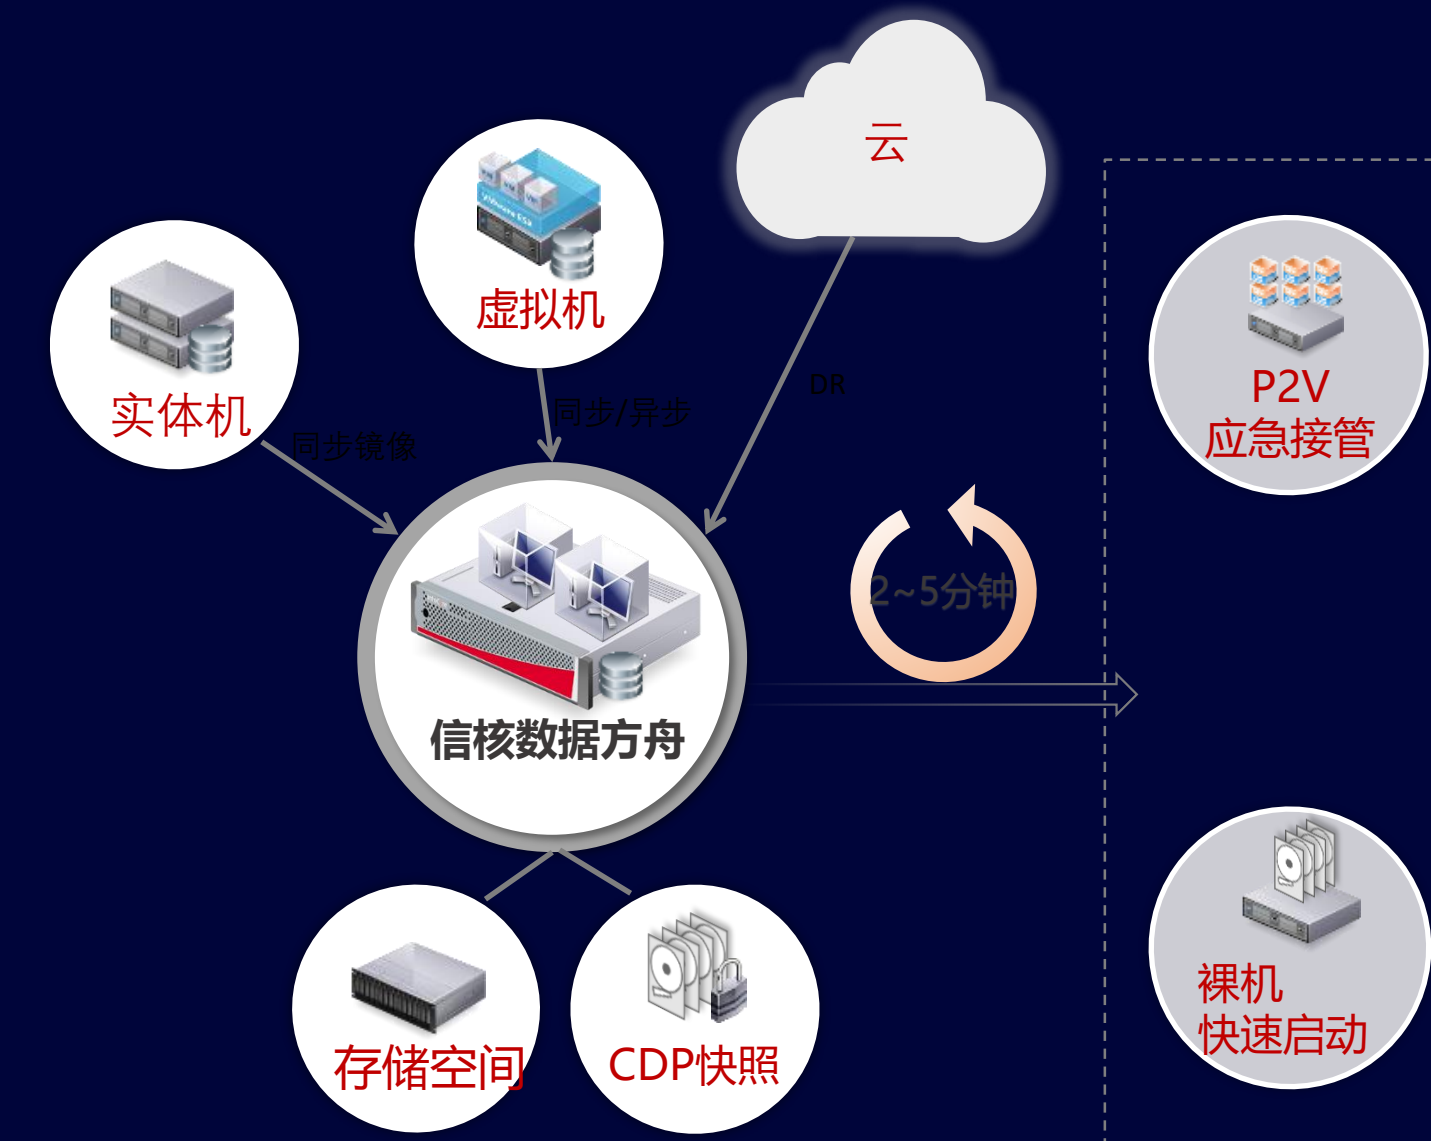 云
虚拟机
实体机
DR
同步/异步
同步镜像
P2V
应急接管
2~5分钟
信核数据方舟
裸机
快速启动
存储空间
CDP快照